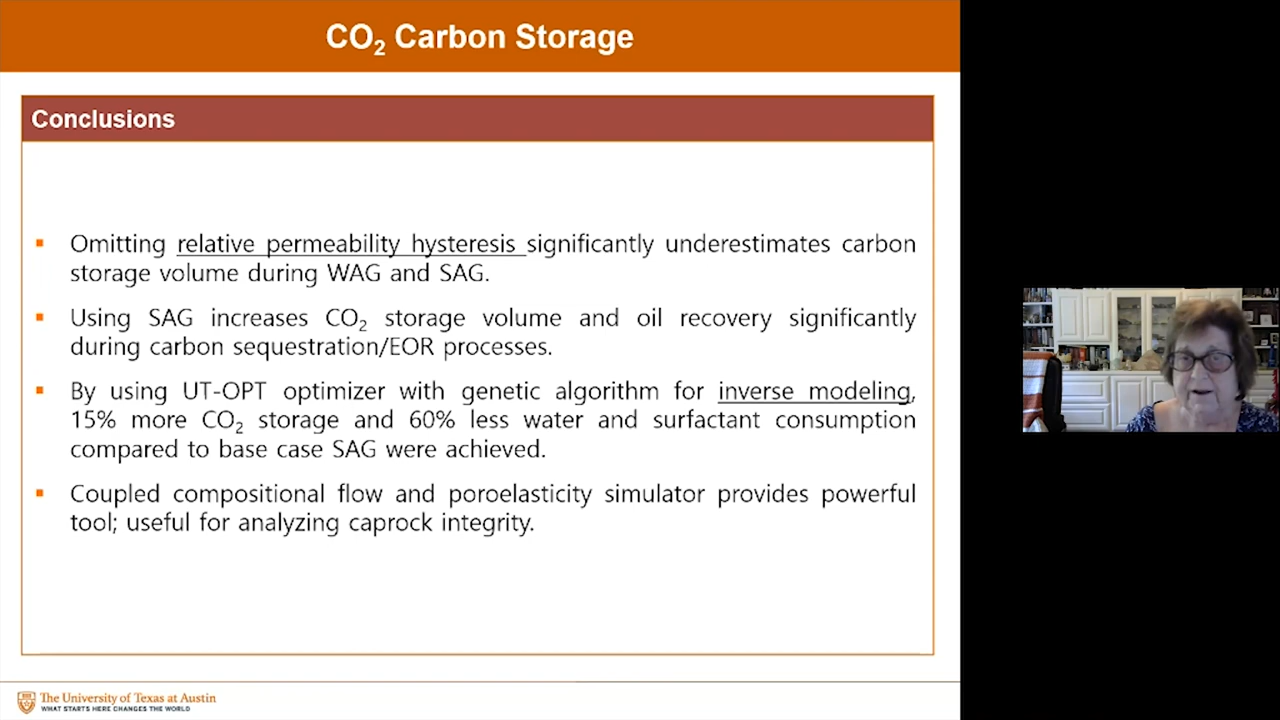 CO₂ Carbon Storage
Conclusions
▪ Omitting relative permeability hysteresis significantly underestimates carbon
storage volume during WAG and SAG.
▪ Using SAG increases CO₂ storage volume and oil recovery significantly
during carbon sequestration/EOR processes.
▪ By using UT-OPT optimizer with genetic algorithm for inverse modeling,
15% more CO₂ storage and 60% less water and surfactant consumption
compared to base case SAG were achieved.
▪ Coupled compositional flow and poroelasticity simulator provides powerful
tool; useful for analyzing caprock integrity.
The University of Texas at Austin
WHAT STARTS HERE CHANGES THE WORLD